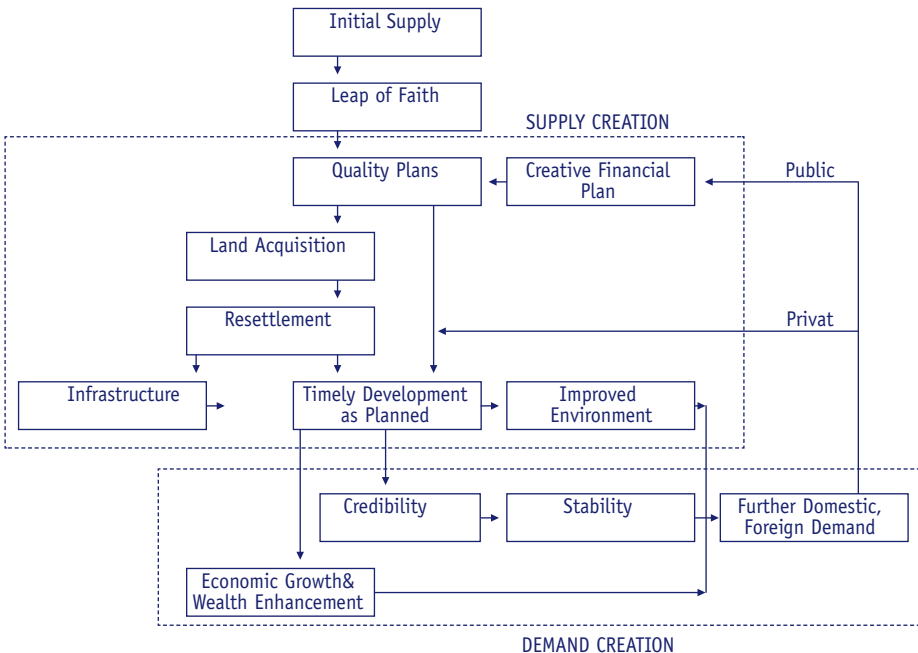 Initial Supply
Leap of Faith
SUPPLY CREATION
Quality Plans
Creative Financial
Plan
Public
Land Acquisition
Resettlement
Privat
Infrastructure
Timely Development
as Planned
Improved
Environment
Credibility
Stability
Further Domestic,
Foreign Demand
Economic Growth&
Wealth Enhancement
DEMAND CREATION